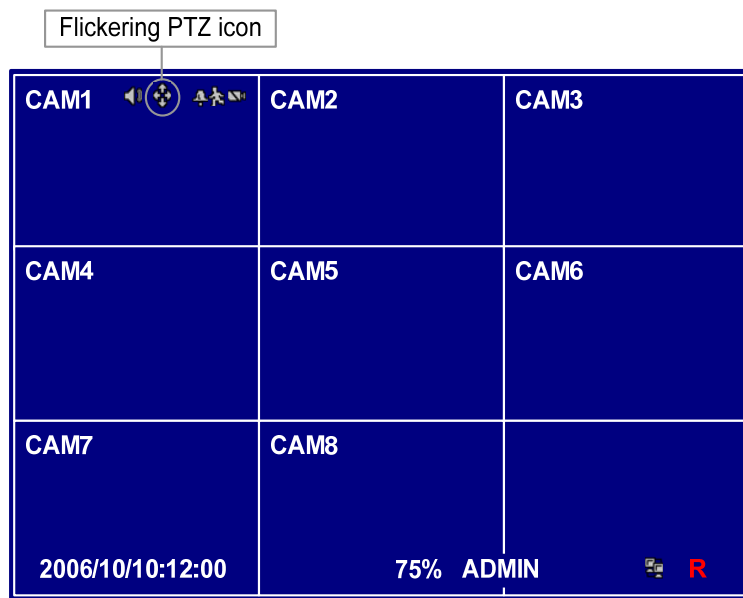 Flickering PTZ icon
CAM1 CAM2 CAM3
CAM4 CAM5 CAM6
CAM7 CAM8
2006/10/10:12:00 75% ADMIN R